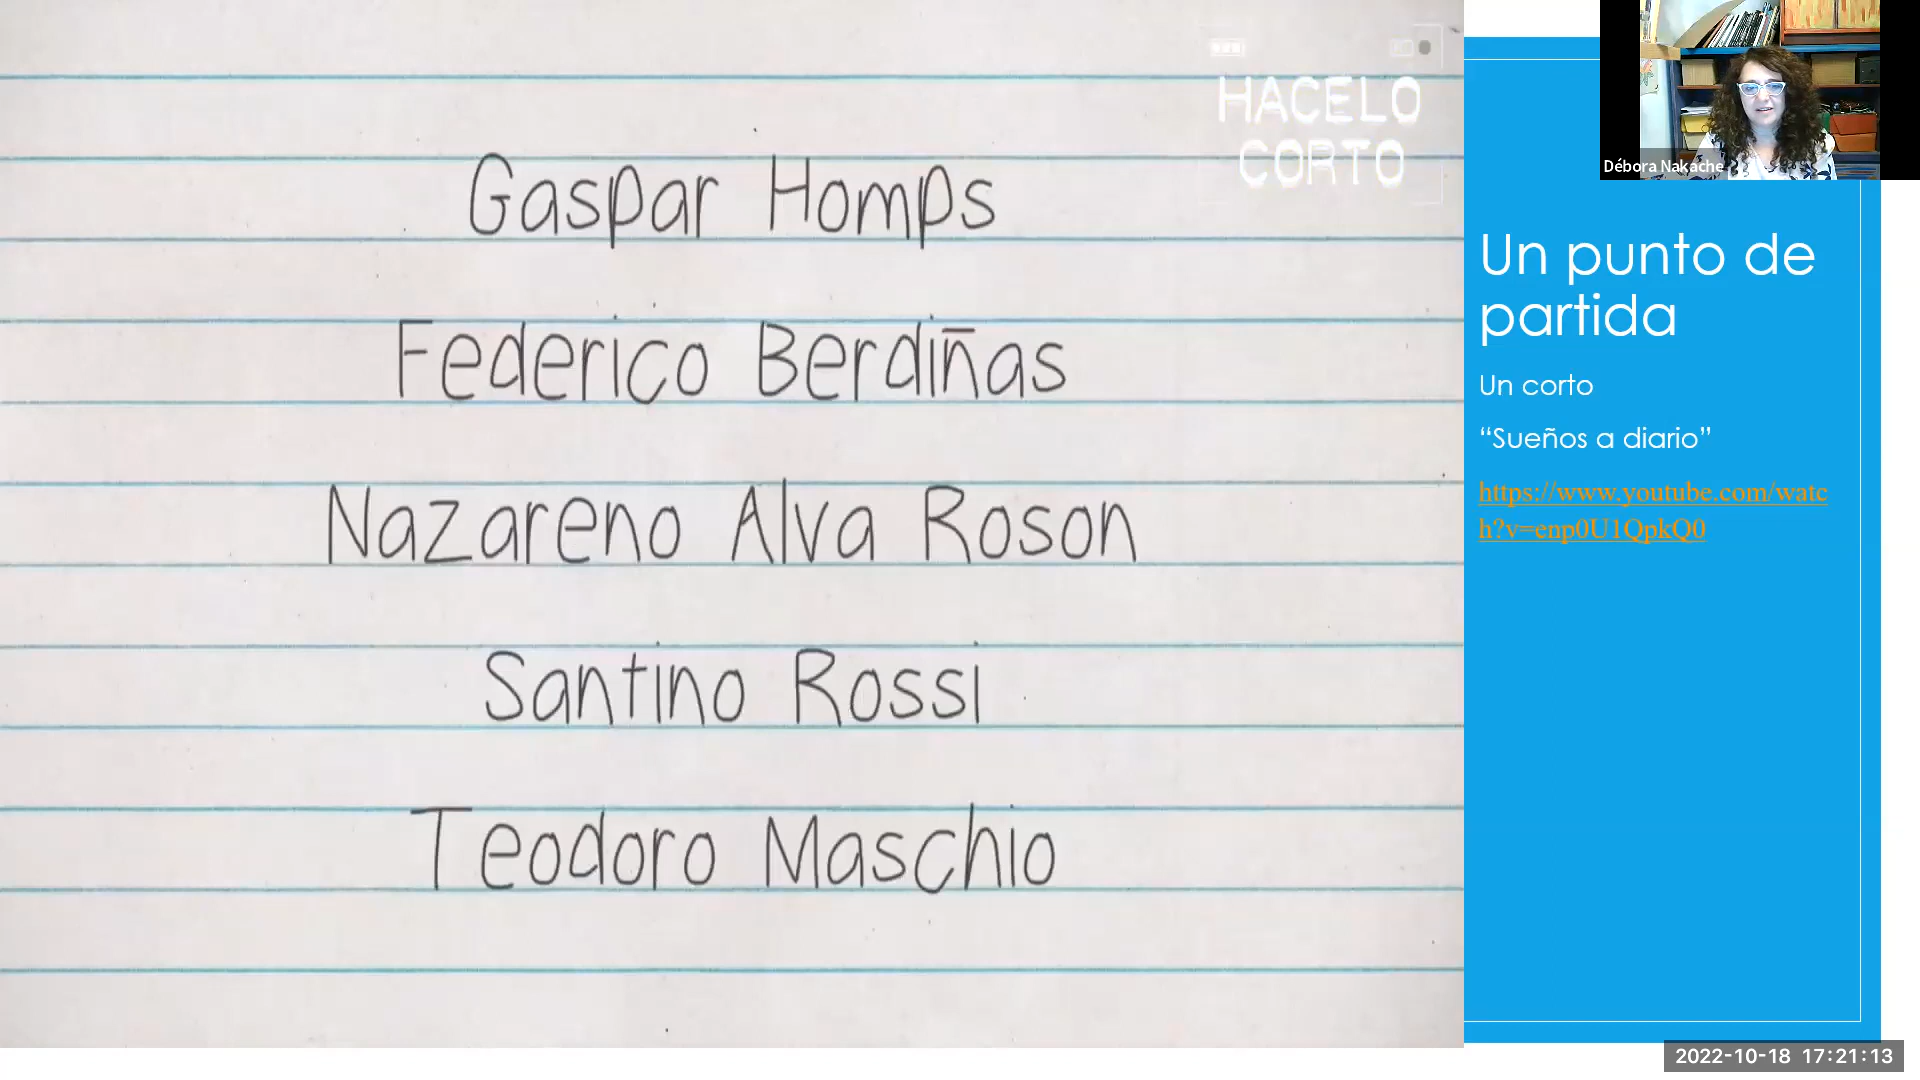 HACELO
CORTO
Gaspar Homps
Federico Berdiñas
Nazareno Alva Roson
Santino Rossi
Teodoro Maschio
Débora Nakache
Un punto de
partida
Un corto
“Sueños a diario”
https://www.youtube.com/watc
h?v=enp0U1QpkQ0
2022-10-18 17:21:13